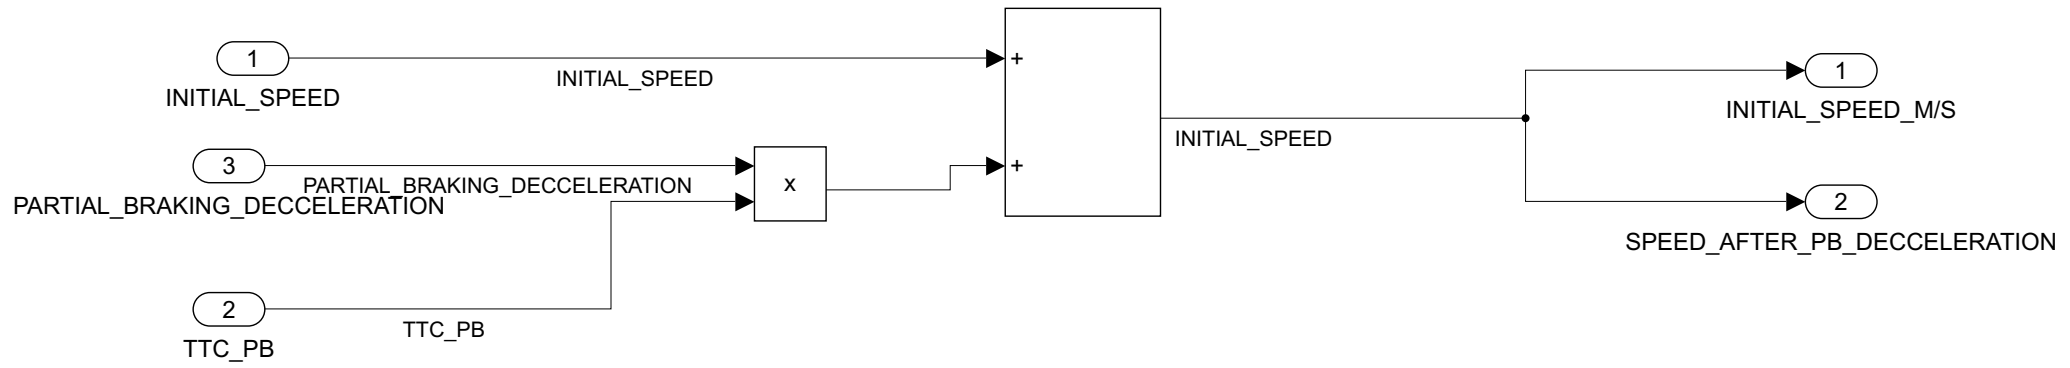 1
INITIAL_SPEED
INITIAL_SPEED
+
3
PARTIAL_BRAKING_DECCELERATION
PARTIAL_BRAKING_DECCELERATION
x
+
2
TTC_PB
TTC_PB
INITIAL_SPEED
1
INITIAL_SPEED_M/S
2
SPEED_AFTER_PB_DECCELERATION